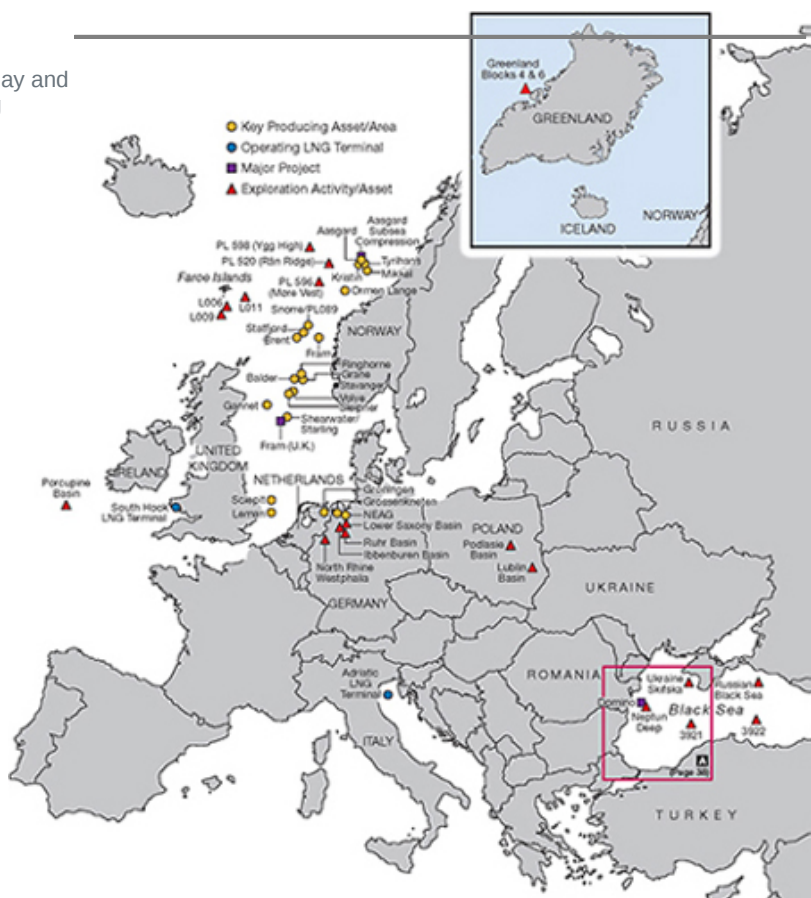 ay and
Greenland
Blocks 4 & 6
GREENLAND
ICELAND
NORWAY
Key Producing Asset/Area
Operating LNG Terminal
Major Project
Exploration Activity/Asset
Aasgard
Aasgard
Subsea
Compression
PL 598 (Ygg High)
PL 520 (Rån Ridge)
Tyrihans
Mikkel
Kristin
Faroe Islands
PL 596
(Møre Vest)
Ormen Lange
L006
L011
L009
Snorre/PL089
Statfjord
Brent
Fram
NORWAY
Ringhorne
Grane
Stavanger
Balder
Volve
Sleipner
Gannet
Shearwater/
Starling
Fram (U.K.)
RUSSIA
UNITED
KINGDOM
IRELAND
Porcupine
Basin
South Hook
LNG Terminal
NETHERLANDS
Groningen
Grossenkneten
NEAG
Sciepit
Leman
Lower Saxony Basin
Ruhr Basin
Ibbenburen Basin
North Rhine
Westphalia
POLAND
Podlasie
Basin
Lublin
Basin
GERMANY
UKRAINE
ROMANIA
Adriatic
LNG
Terminal
ITALY
Ukraine
Skifska
Russian
Black Sea
Domino
Black Sea
Neptun
Deep
3921
3922
A
(Page 38)
TURKEY